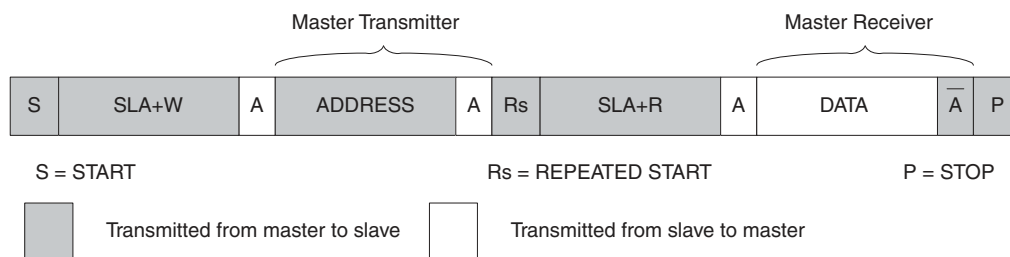 Master Transmitter Master Receiver
S SLA+W A ADDRESS A Rs SLA+R A DATA A̅ P
S = START Rs = REPEATED START P = STOP
Transmitted from master to slave Transmitted from slave to master